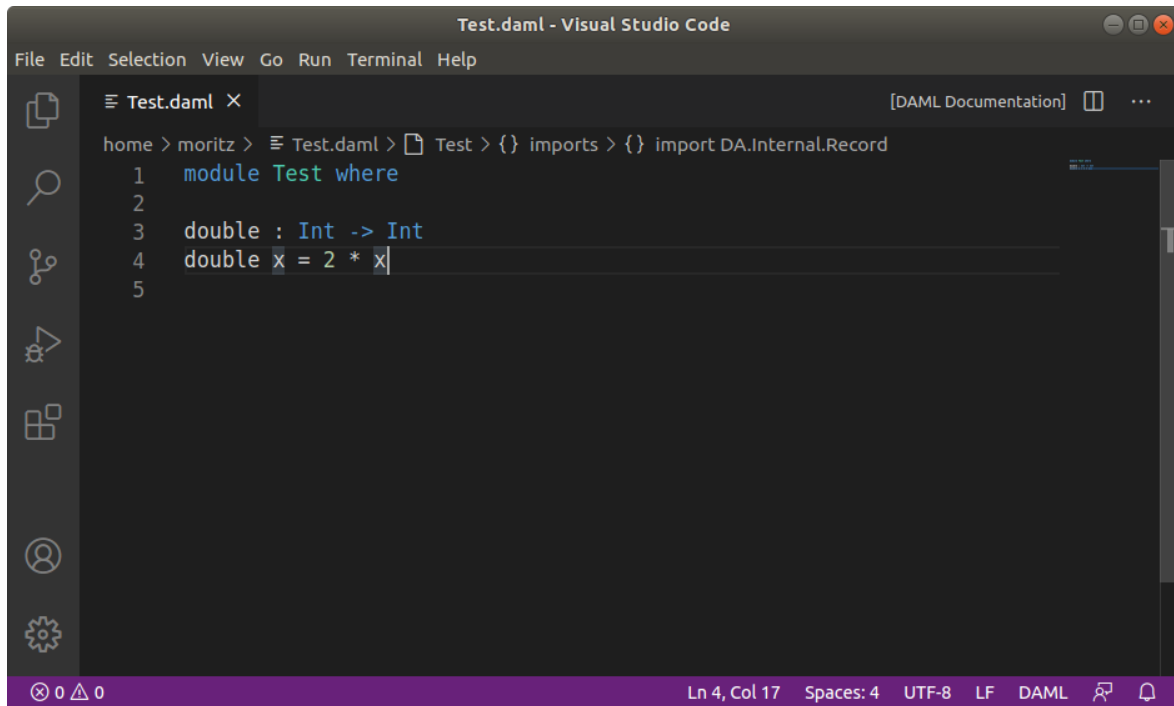 Test.daml - Visual Studio Code
File Edit Selection View Go Run Terminal Help
Test.daml
[DAML Documentation]
home > moritz > Test.daml > Test > {} imports > {} import DA.Internal.Record
1 module Test where
2
3 double : Int -> Int
4 double x = 2 * x
5
0 0
Ln 4, Col 17 Spaces: 4 UTF-8 LF DAML